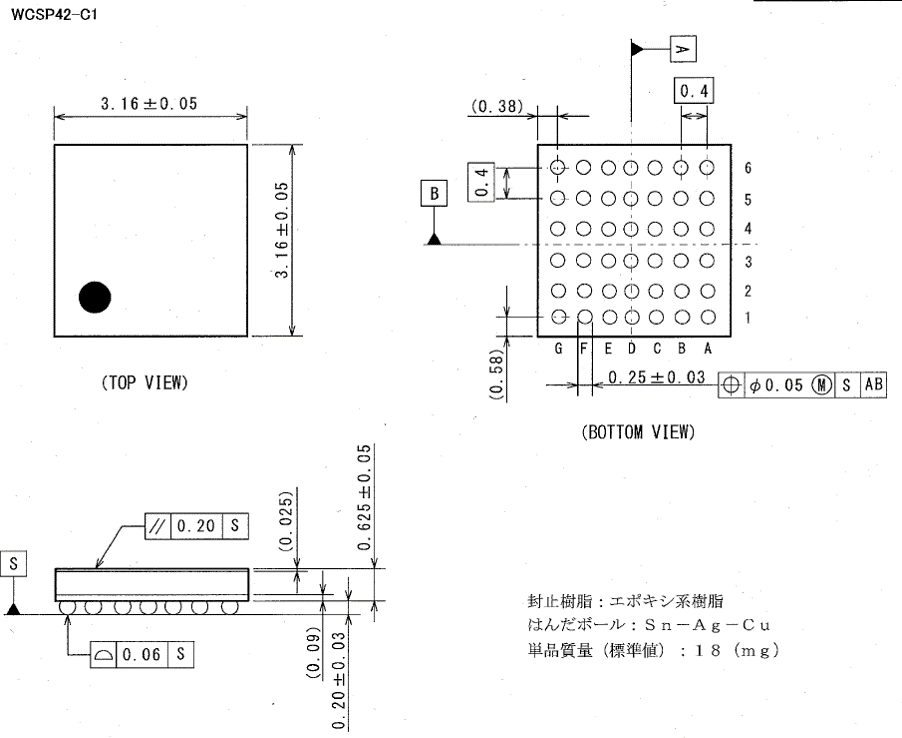 WCSP42-C1
3.16±0.05
3.16±0.05
(TOP VIEW)
A
(0.38)
0.4
0.4
B
6
5
4
3
2
1
G F E D C B A
(0.58)
0.25±0.03
⌖ φ0.05 Ⓜ S AB
(BOTTOM VIEW)
// 0.20 S
(0.025)
0.625±0.05
S
⌓ 0.06 S
(0.09)
0.20±0.03
封止樹脂：エポキシ系樹脂
はんだボール：Ｓｎ－Ａｇ－Ｃｕ
単品質量（標準値）：１８（ｍｇ）